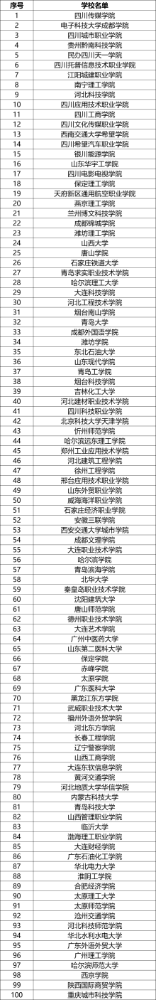 序号 学校名单
1 四川传媒学院
2 电子科技大学成都学院
3 四川城市职业学院
4 贵州黔南科技学院
5 民办四川天一学院
6 四川托普信息技术职业学院
7 江阳城建职业学院
8 南宁理工学院
9 河北科技学院
10 四川应用技术职业学院
11 四川工商学院
12 四川文化传媒职业学院
13 西南交通大学希望学院
14 四川希望汽车职业学院
15 银川能源学院
16 山东华宇工学院
17 四川电影电视学院
18 保定理工学院
19 天府新区通用航空职业学院
20 燕京理工学院
21 兰州博文科技学院
22 成都锦城学院
23 潍坊理工学院
24 山西大学
25 唐山学院
26 石家庄铁道大学
27 青岛求实职业技术学院
28 哈尔滨理工大学
29 大连科技学院
30 河北工程技术学院
31 烟台南山学院
32 青岛大学
33 成都外国语学院
34 潍坊学院
35 东北石油大学
36 山东现代学院
37 青岛工学院
38 烟台科技学院
39 吉林化工大学
40 河北建材职业技术学院
41 四川科技职业学院
42 北京科技大学天津学院
43 忻州师范学院
44 哈尔滨远东理工学院
45 郑州工业应用技术学院
46 河北建筑工程学院
47 徐州工程学院
48 邢台应用技术职业学院
49 山东外贸职业学院
50 威海海洋职业学院
51 石家庄经济职业学院
52 安徽三联学院
53 西安交通大学城市学院
54 成都文理学院
55 大连职业技术学院
56 哈尔滨学院
57 青岛滨海学院
58 北华大学
59 秦皇岛职业技术学院
60 沈阳建筑大学
61 唐山师范学院
62 德州职业技术学院
63 大连艺术学院
64 广州中医药大学
65 山东第二医科大学
66 保定学院
67 赤峰学院
68 太原学院
69 广东医科大学
70 黑龙江东方学院
71 武威职业技术大学
72 福州外语外贸学院
73 河北东方学院
74 长春工程学院
75 辽宁警察学院
76 山西工商学院
77 大连东软信息学院
78 黄河交通学院
79 河北地质大学华信学院
80 内蒙古科技大学
81 青岛科技大学
82 山西管理职业学院
83 临沂大学
84 渤海理工职业学院
85 大连财经学院
86 广东石油化工学院
87 华北电力大学
88 淮阴工学院
89 合肥经济学院
90 太原理工大学
91 太原师范学院
92 沧州交通学院
93 河北科技师范学院
94 华北水利水电大学
95 广东外语外贸大学
96 广州理工学院
97 哈尔滨师范大学
98 西京学院
99 陕西国际商贸学院
100 重庆城市科技学院